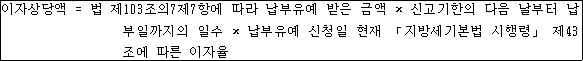 이자상당액 = 법 제103조의7제7항에 따라 납부유예 받은 금액 × 신고기한의 다음 날부터 납
부일까지의 일수 × 납부유예 신청일 현재 「지방세기본법 시행령」 제43
조에 따른 이자율